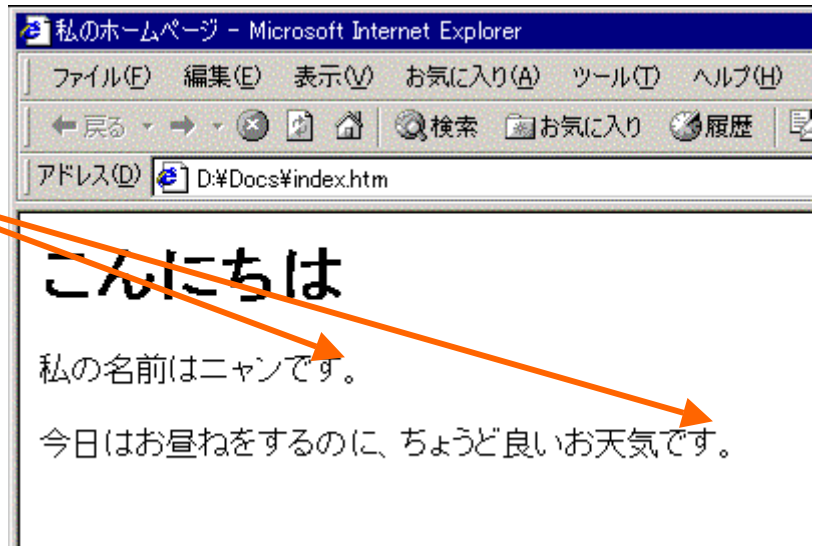 私のホームページ - Microsoft Internet Explorer
ファイル(F) 編集(E) 表示(V) お気に入り(A) ツール(T) ヘルプ(H)
戻る 検索 お気に入り 履歴
アドレス(D) D:¥Docs¥index.htm
こんにちは
私の名前はニャンです。
今日はお昼ねをするのに、ちょうど良いお天気です。